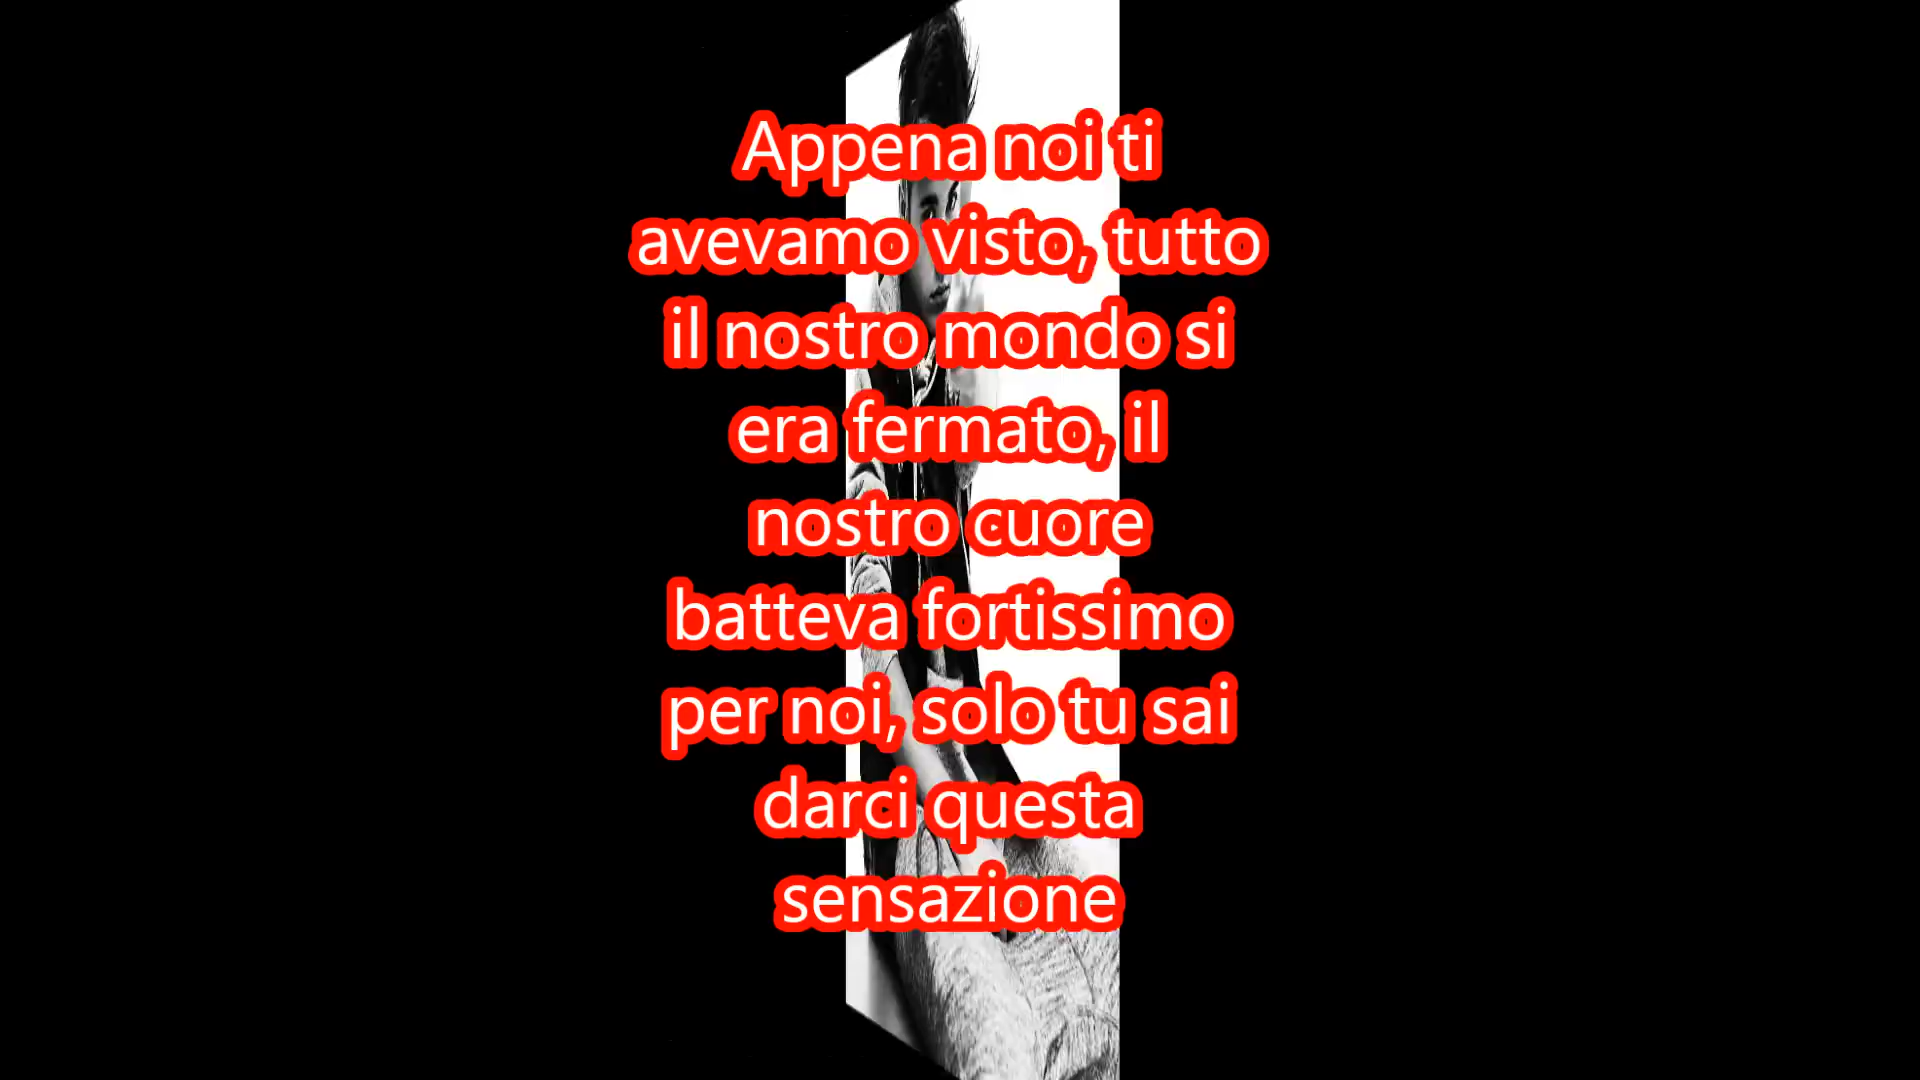 Appena noi ti
avevamo visto, tutto
il nostro mondo si
era fermato, il
nostro cuore
batteva fortissimo
per noi, solo tu sai
darci questa
sensazione